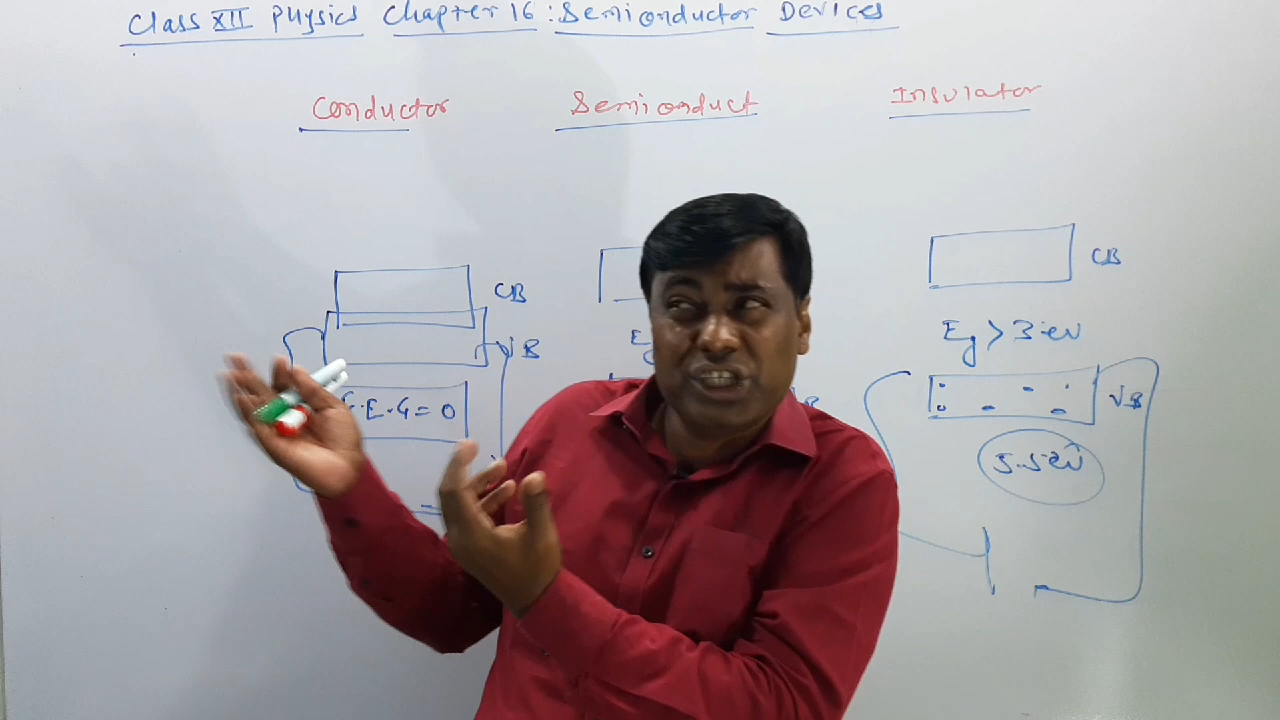 Class XII Physics Chapter 16 : Semiconductor Devices
Conductor Semiconduct Insulator
CB
CB
Eg > 3 ev
VB
VB
F.E.G = 0
5.5 ev